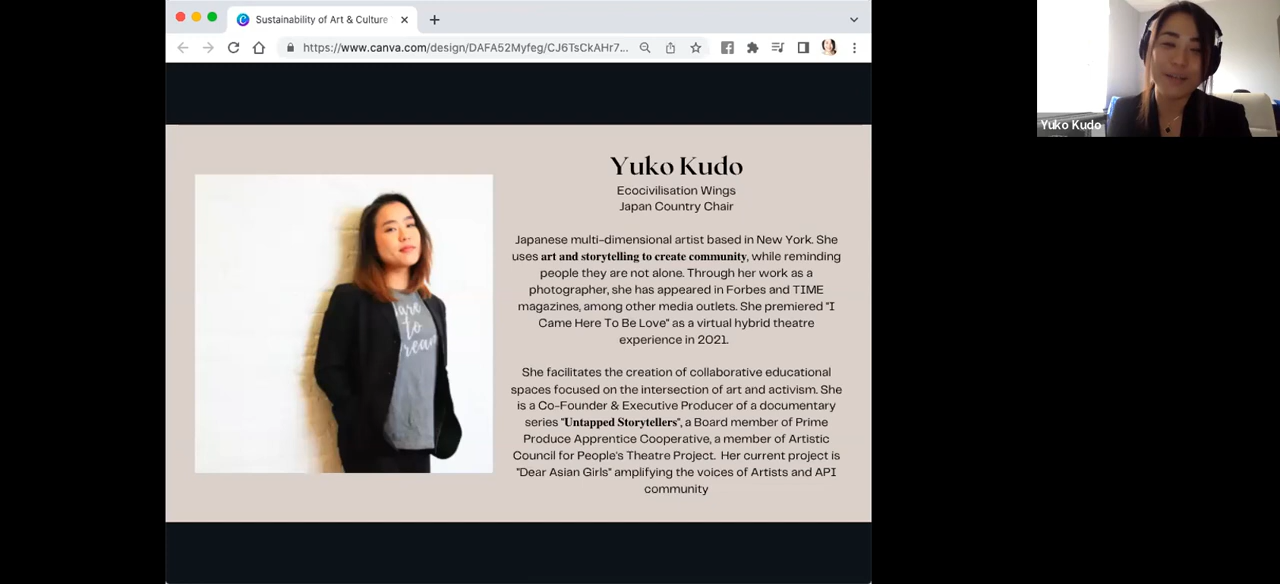 Sustainability of Art & Culture
https://www.canva.com/design/DAFA52Myfeg/CJ6TsCkAHr7...
Yuko Kudo
Yuko Kudo
Ecocivilisation Wings
Japan Country Chair
Japanese multi-dimensional artist based in New York. She
uses art and storytelling to create community, while reminding
people they are not alone. Through her work as a
photographer, she has appeared in Forbes and TIME
magazines, among other media outlets. She premiered "I
Came Here To Be Love" as a virtual hybrid theatre
experience in 2021.
She facilitates the creation of collaborative educational
spaces focused on the intersection of art and activism. She
is a Co-Founder & Executive Producer of a documentary
series "Untapped Storytellers", a Board member of Prime
Produce Apprentice Cooperative, a member of Artistic
Council for People's Theatre Project. Her current project is
"Dear Asian Girls" amplifying the voices of Artists and API
community
to